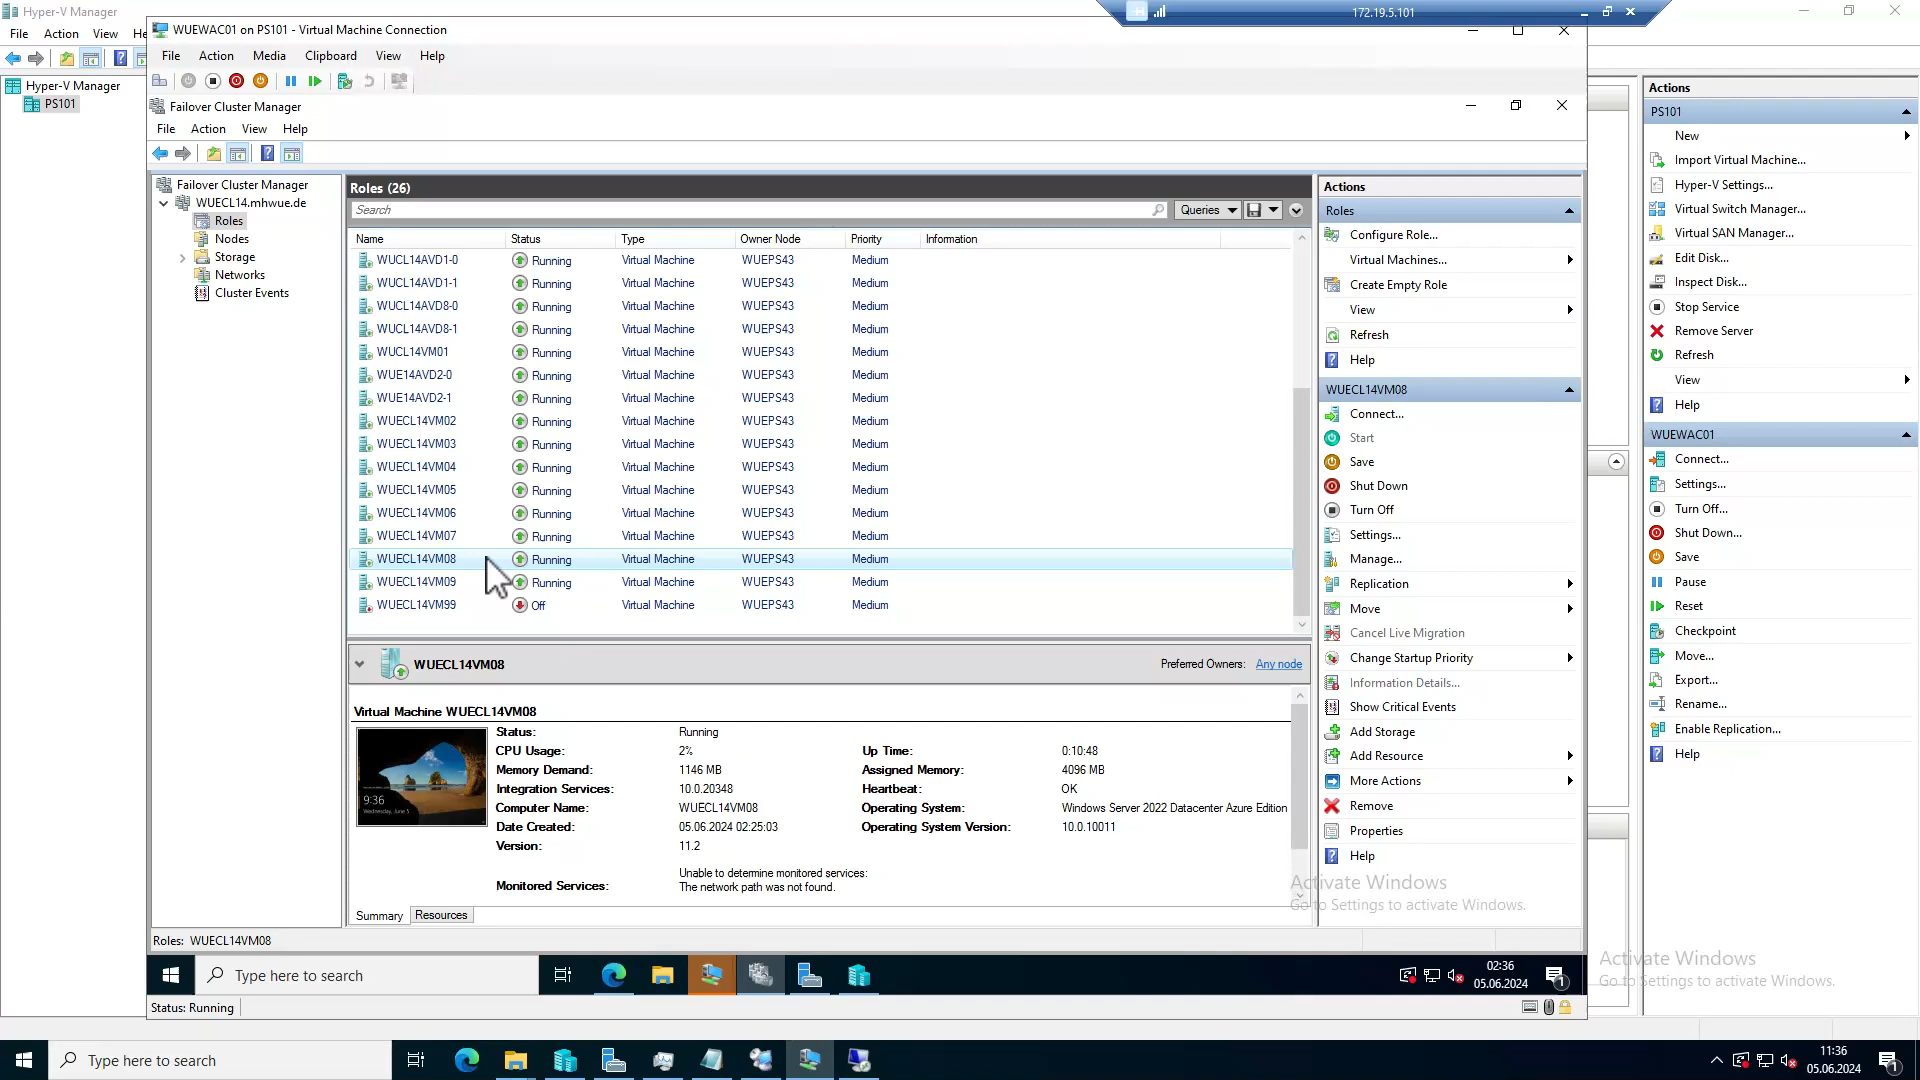 Hyper-V Manager
File Action View He
Hyper-V Manager
PS101
172.19.5.101
WUEWAC01 on PS101 - Virtual Machine Connection
File Action Media Clipboard View Help
Failover Cluster Manager
File Action View Help
Failover Cluster Manager
WUECL14.mhwue.de
Roles
Nodes
Storage
Networks
Cluster Events
Roles (26)
Search
Queries
Name Status Type Owner Node Priority Information
WUCL14AVD1-0 Running Virtual Machine WUEPS43 Medium
WUCL14AVD1-1 Running Virtual Machine WUEPS43 Medium
WUCL14AVD8-0 Running Virtual Machine WUEPS43 Medium
WUCL14AVD8-1 Running Virtual Machine WUEPS43 Medium
WUCL14VM01 Running Virtual Machine WUEPS43 Medium
WUE14AVD2-0 Running Virtual Machine WUEPS43 Medium
WUE14AVD2-1 Running Virtual Machine WUEPS43 Medium
WUECL14VM02 Running Virtual Machine WUEPS43 Medium
WUECL14VM03 Running Virtual Machine WUEPS43 Medium
WUECL14VM04 Running Virtual Machine WUEPS43 Medium
WUECL14VM05 Running Virtual Machine WUEPS43 Medium
WUECL14VM06 Running Virtual Machine WUEPS43 Medium
WUECL14VM07 Running Virtual Machine WUEPS43 Medium
WUECL14VM08 Running Virtual Machine WUEPS43 Medium
WUECL14VM09 Running Virtual Machine WUEPS43 Medium
WUECL14VM99 Off Virtual Machine WUEPS43 Medium
WUECL14VM08
Preferred Owners: Any node
Virtual Machine WUECL14VM08
9:36
Wednesday, June 5
Status: Running
CPU Usage: 2% Up Time: 0:10:48
Memory Demand: 1146 MB Assigned Memory: 4096 MB
Integration Services: 10.0.20348 Heartbeat: OK
Computer Name: WUECL14VM08 Operating System: Windows Server 2022 Datacenter Azure Edition
Date Created: 05.06.2024 02:25:03 Operating System Version: 10.0.10011
Version: 11.2
Unable to determine monitored services:
Monitored Services: The network path was not found.
Summary Resources
Roles: WUECL14VM08
Actions
Roles
Configure Role...
Virtual Machines...
Create Empty Role
View
Refresh
Help
WUECL14VM08
Connect...
Start
Save
Shut Down
Turn Off
Settings...
Manage...
Replication
Move
Cancel Live Migration
Change Startup Priority
Information Details...
Show Critical Events
Add Storage
Add Resource
More Actions
Remove
Properties
Help
Activate Windows
Go to Settings to activate Windows.
Type here to search
02:36
05.06.2024
1
Status: Running
Actions
PS101
New
Import Virtual Machine...
Hyper-V Settings...
Virtual Switch Manager...
Virtual SAN Manager...
Edit Disk...
Inspect Disk...
Stop Service
Remove Server
Refresh
View
Help
WUEWAC01
Connect...
Settings...
Turn Off...
Shut Down...
Save
Pause
Reset
Checkpoint
Move...
Export...
Rename...
Enable Replication...
Help
Activate Windows
Go to Settings to activate Windows.
Type here to search
11:36
05.06.2024
1